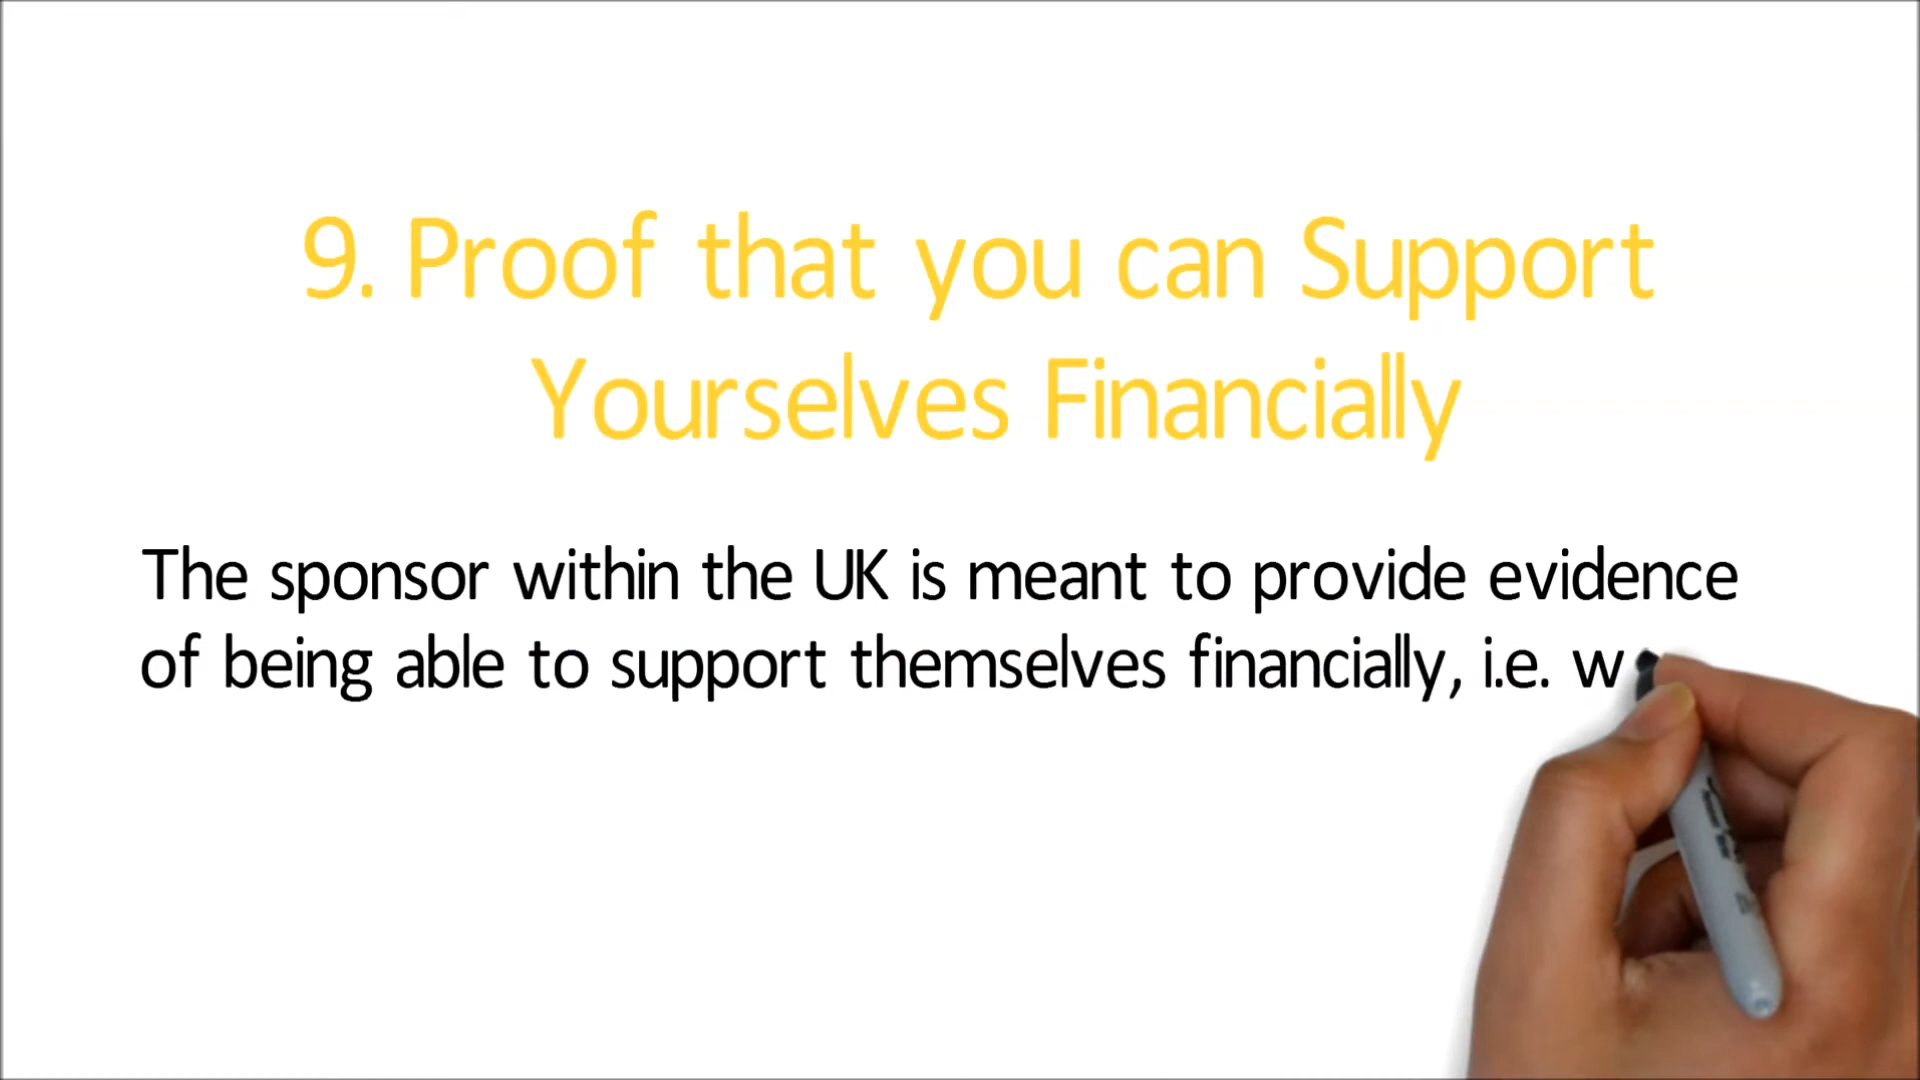 9. Proof that you can Support
Yourselves Financially
The sponsor within the UK is meant to provide evidence
of being able to support themselves financially, i.e. w